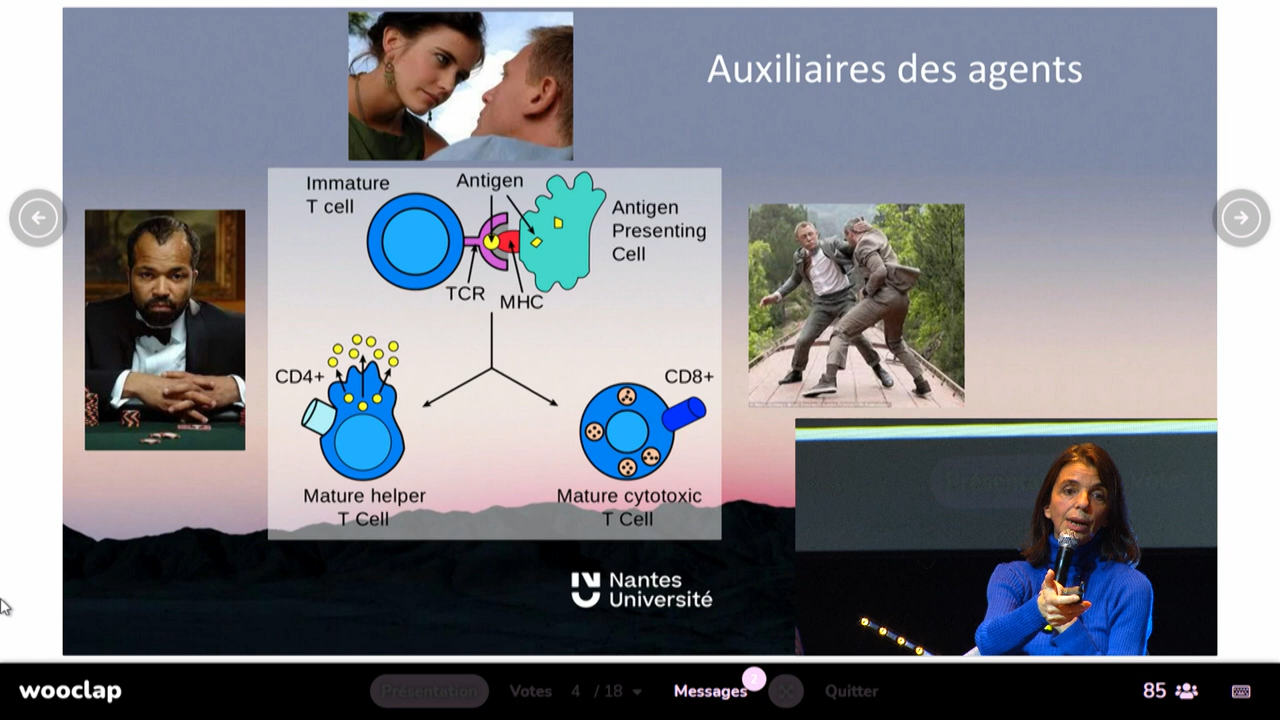 Auxiliaires des agents
Immature
T cell
Antigen
Antigen
Presenting
Cell
TCR
MHC
CD4+
CD8+
Mature helper
T Cell
Mature cytotoxic
T Cell
Nantes
Université
wooclap
Présentation
Votes
4 / 18
Messages
2
Quitter
85